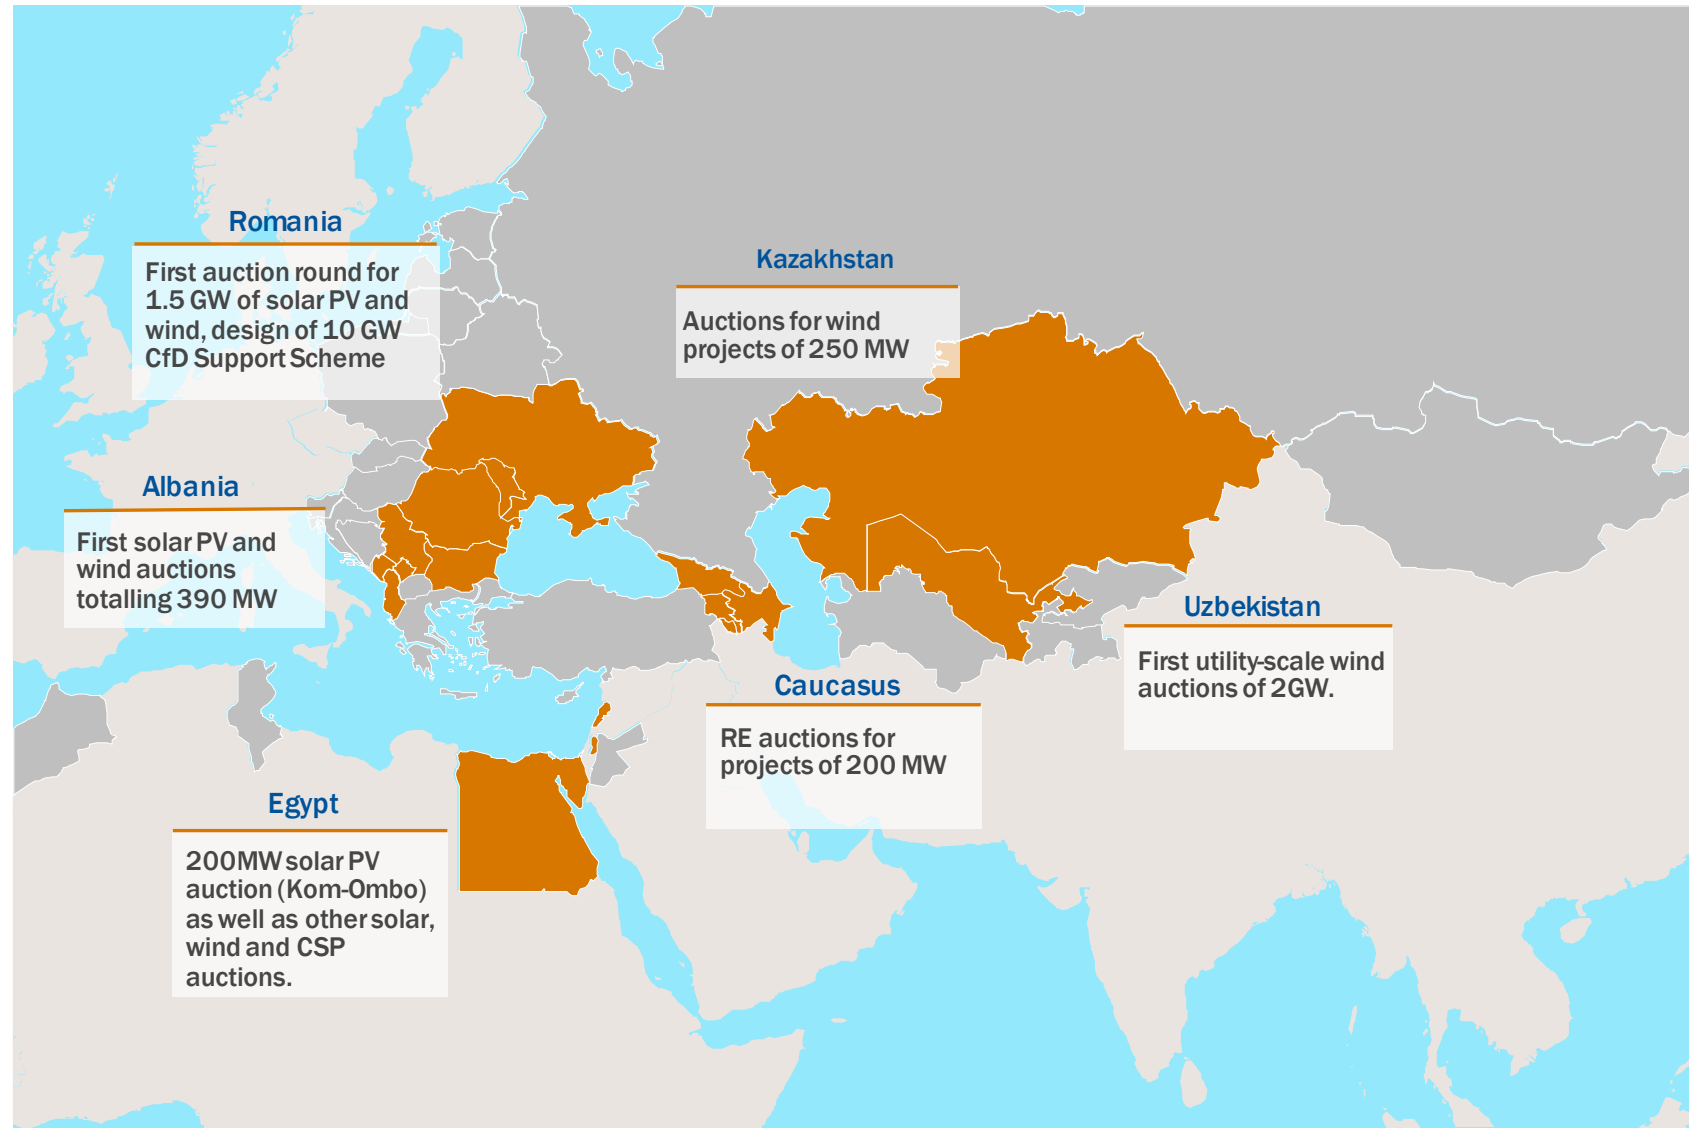 Romania
First auction round for
1.5 GW of solar PV and
wind, design of 10 GW
CfD Support Scheme
Kazakhstan
Auctions for wind
projects of 250 MW
Albania
First solar PV and
wind auctions
totalling 390 MW
Uzbekistan
First utility-scale wind
auctions of 2GW.
Caucasus
RE auctions for
projects of 200 MW
Egypt
200MW solar PV
auction (Kom-Ombo)
as well as other solar,
wind and CSP
auctions.